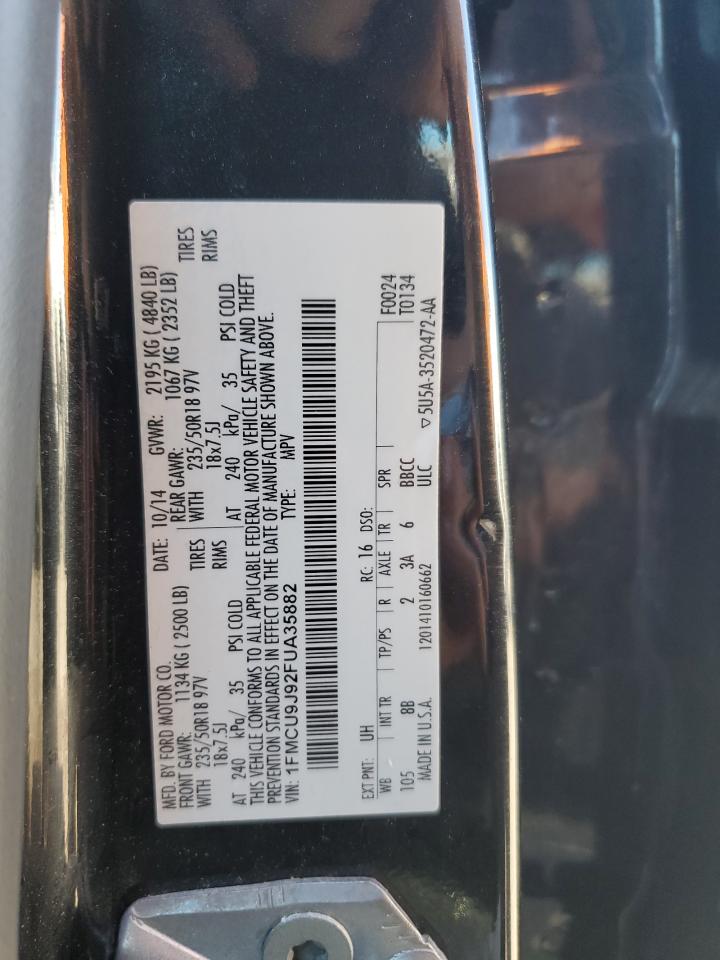 MFD. BY FORD MOTOR CO. DATE: 10/14 GVWR: 2195 KG ( 4840 LB)
FRONT GAWR: 1134 KG ( 2500 LB) REAR GAWR: 1067 KG ( 2352 LB)
WITH 235/50R18 97V TIRES WITH 235/50R18 97V TIRES
18x7.5J RIMS 18x7.5J RIMS
AT 240 kPa/ 35 PSI COLD AT 240 kPa/ 35 PSI COLD
THIS VEHICLE CONFORMS TO ALL APPLICABLE FEDERAL MOTOR VEHICLE SAFETY AND THEFT
PREVENTION STANDARDS IN EFFECT ON THE DATE OF MANUFACTURE SHOWN ABOVE.
VIN: 1FMCU9J92FUA35882 TYPE: MPV
EXT PNT: UH RC: 16 DSO: F0024
WB INT TR TP/PS R AXLE TR SPR T0134
105 8B 2 3A 6 BBCC
MADE IN U.S.A. 1201410160662 ULC ▽5U5A-3520472-AA